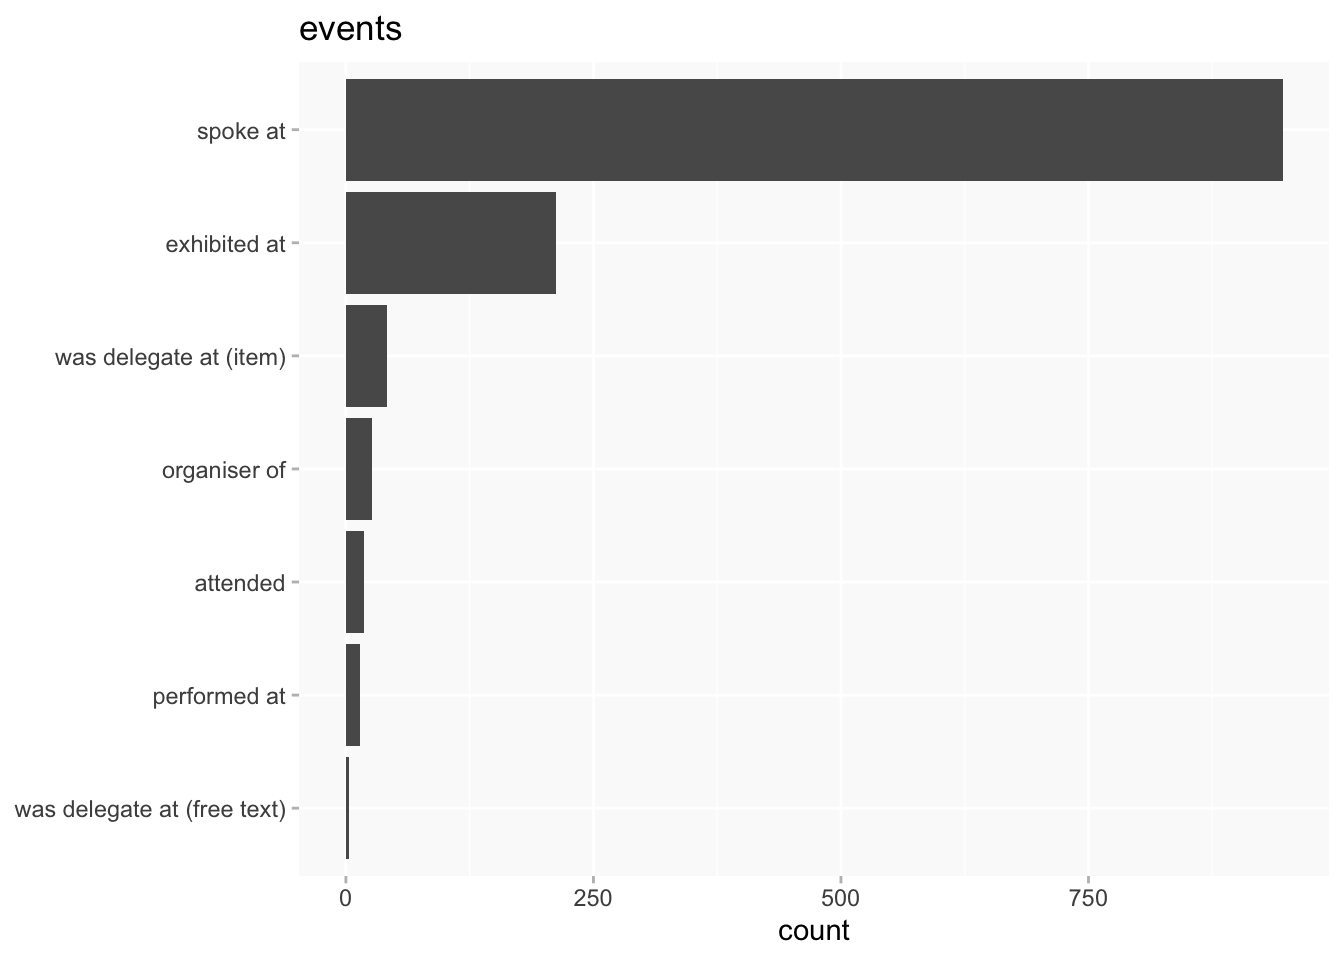 events
spoke at
exhibited at
was delegate at (item)
organiser of
attended
performed at
was delegate at (free text)
0 250 500 750
count